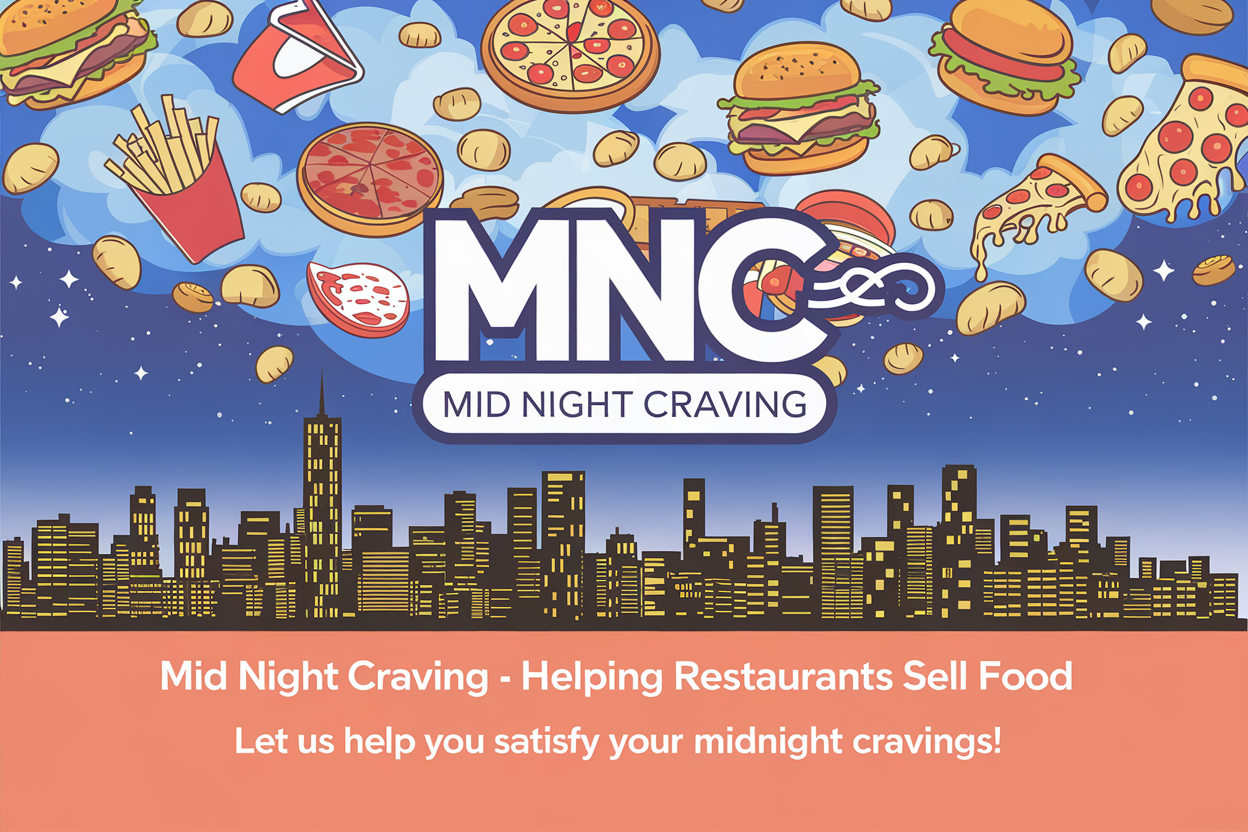 MNC
MID NIGHT CRAVING
Mid Night Craving - Helping Restaurants Sell Food
Let us help you satisfy your midnight cravings!